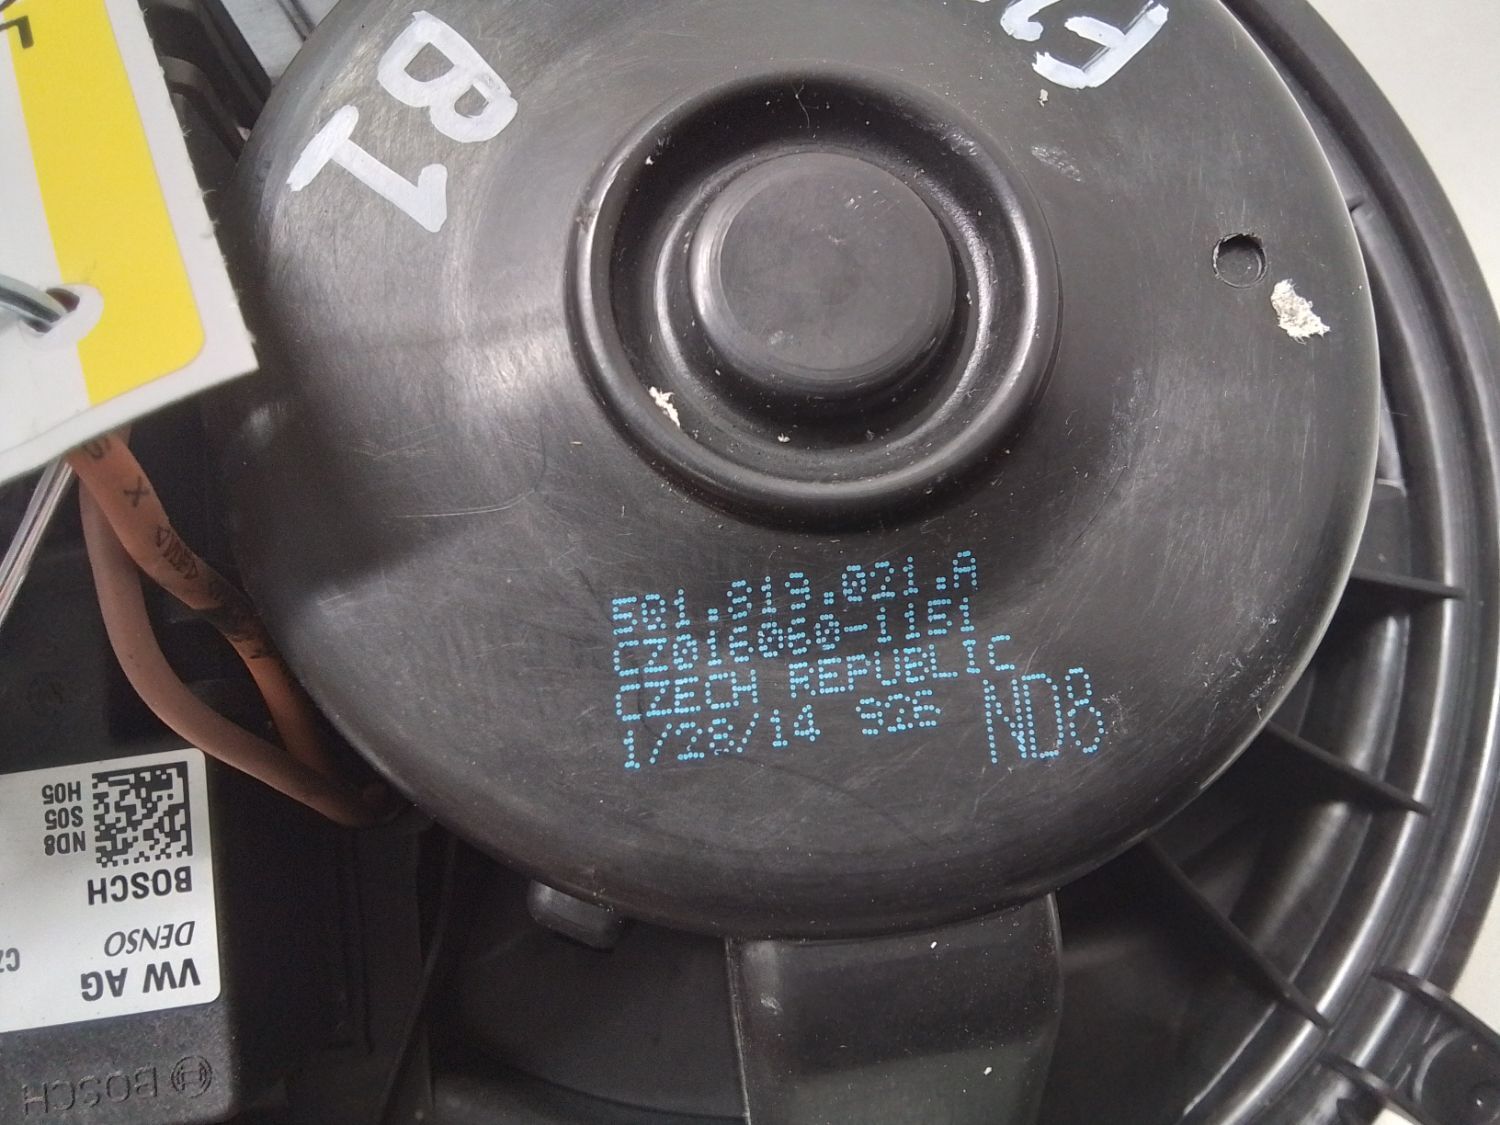 B1
5Q1.819.021.A
CZ012060-1151
CZECH REPUBLIC
1/28/14 S05 ND8
H05
S05
ND8
BOSCH
DENSO
VW AG
BOSCH